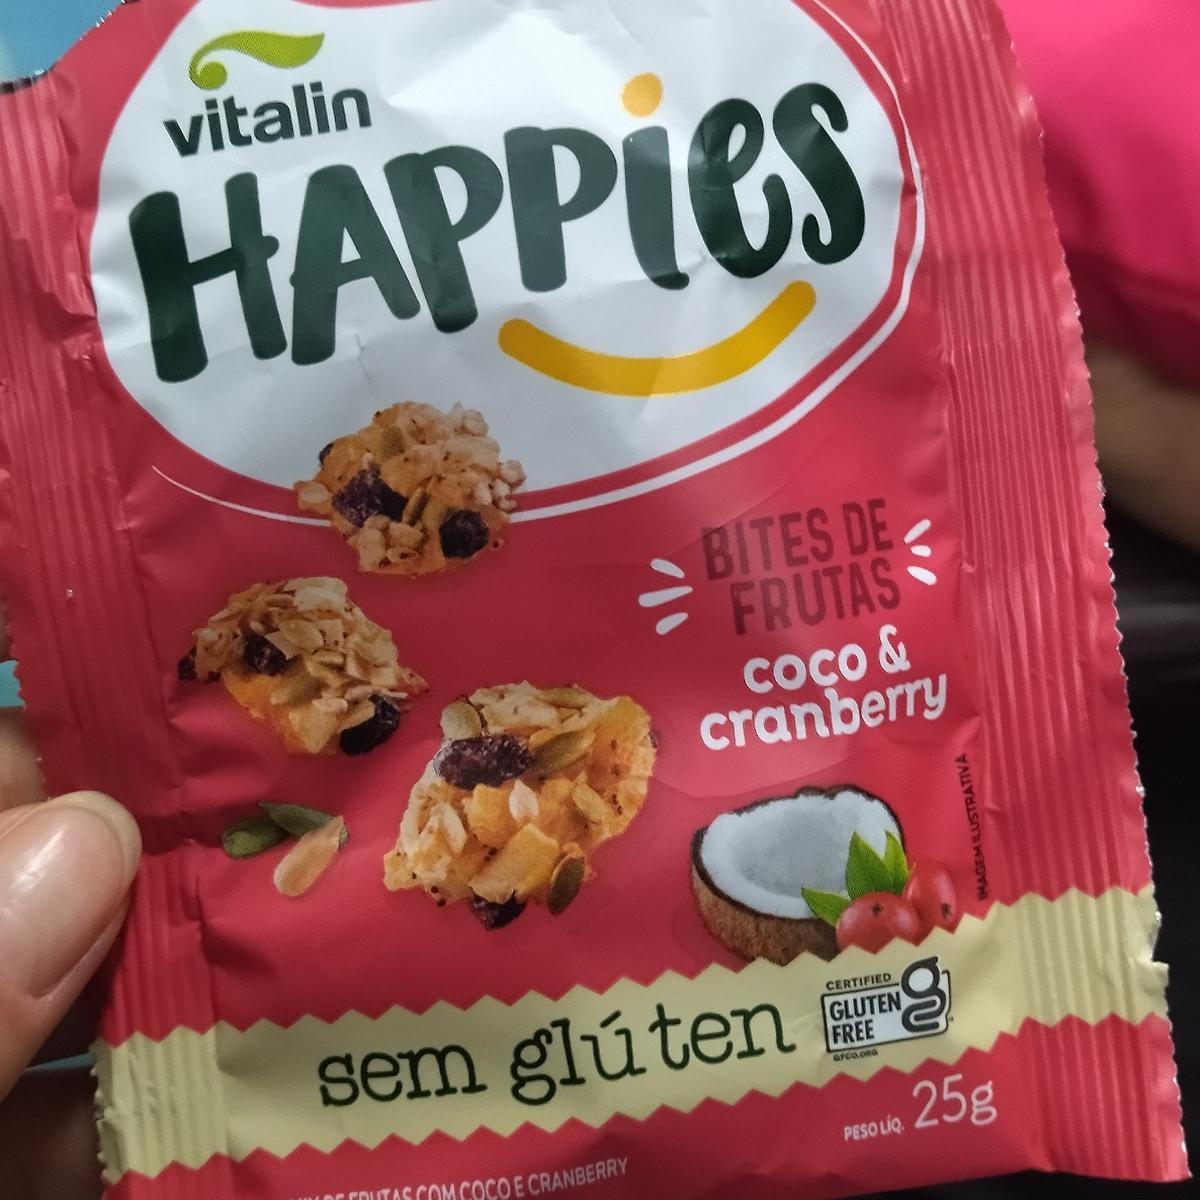 vitalin
HAPPies
BITES DE
FRUTAS
coco &
cranberry
IMAGEM ILUSTRATIVA
sem glúten
CERTIFIED
GLUTEN
FREE
GFCO.ORG
PESO LÍQ. 25g
DE FRUTAS COM COCO E CRANBERRY